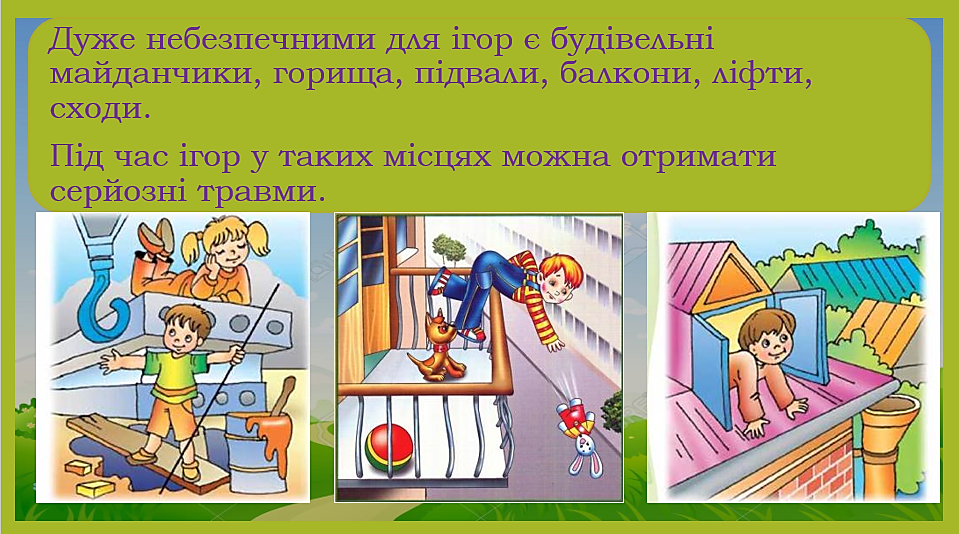 Дуже небезпечними для ігор є будівельні
майданчики, горища, підвали, балкони, ліфти,
сходи.
Під час ігор у таких місцях можна отримати
серйозні травми.